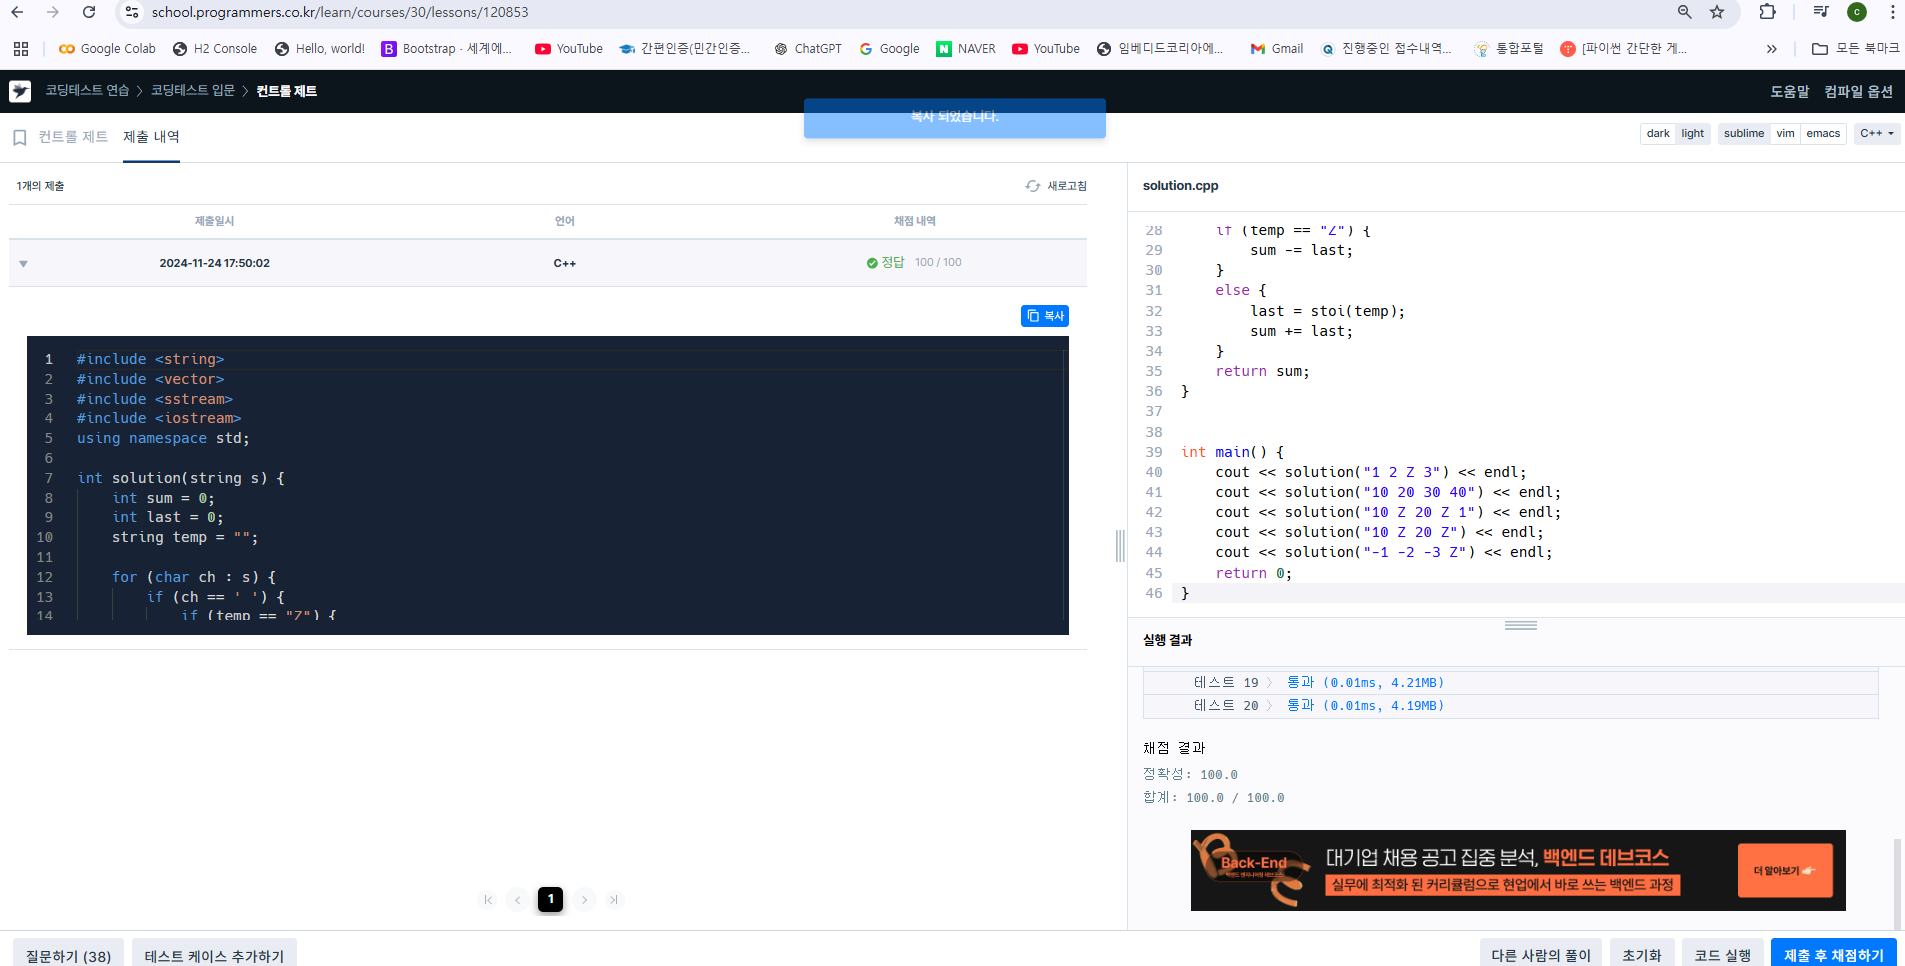 school.programmers.co.kr/learn/courses/30/lessons/120853
c
Google Colab
H2 Console
Hello, world!
Bootstrap · 세계에...
YouTube
간편인증(민간인증...
ChatGPT
Google
NAVER
YouTube
임베디드코리아에...
Gmail
진행중인 접수내역...
통합포털
[파이썬 간단한 게...
모든 북마크
코딩테스트 연습 > 코딩테스트 입문 > 컨트롤 제트
도움말 컴파일 옵션
복사 되었습니다.
컨트롤 제트 제출 내역
dark light
sublime vim emacs
C++
1개의 제출
새로고침
제출일시 언어 채점 내역
2024-11-24 17:50:02 C++ 정답 100 / 100
복사
1 #include <string>
2 #include <vector>
3 #include <sstream>
4 #include <iostream>
5 using namespace std;
6
7 int solution(string s) {
8 int sum = 0;
9 int last = 0;
10 string temp = "";
11
12 for (char ch : s) {
13 if (ch == ' ') {
14 if (temp == "Z") {
1
질문하기 (38)
테스트 케이스 추가하기
solution.cpp
28 if (temp == "Z") {
29 sum -= last;
30 }
31 else {
32 last = stoi(temp);
33 sum += last;
34 }
35 return sum;
36 }
37
38
39 int main() {
40 cout << solution("1 2 Z 3") << endl;
41 cout << solution("10 20 30 40") << endl;
42 cout << solution("10 Z 20 Z 1") << endl;
43 cout << solution("10 Z 20 Z") << endl;
44 cout << solution("-1 -2 -3 Z") << endl;
45 return 0;
46 }
실행 결과
테스트 19 > 통과 (0.01ms, 4.21MB)
테스트 20 > 통과 (0.01ms, 4.19MB)
채점 결과
정확성: 100.0
합계: 100.0 / 100.0
Back-End
대기업 채용 공고 집중 분석, 백엔드 데브코스
실무에 최적화 된 커리큘럼으로 현업에서 바로 쓰는 백엔드 과정
더 알아보기
다른 사람의 풀이
초기화
코드 실행
제출 후 채점하기